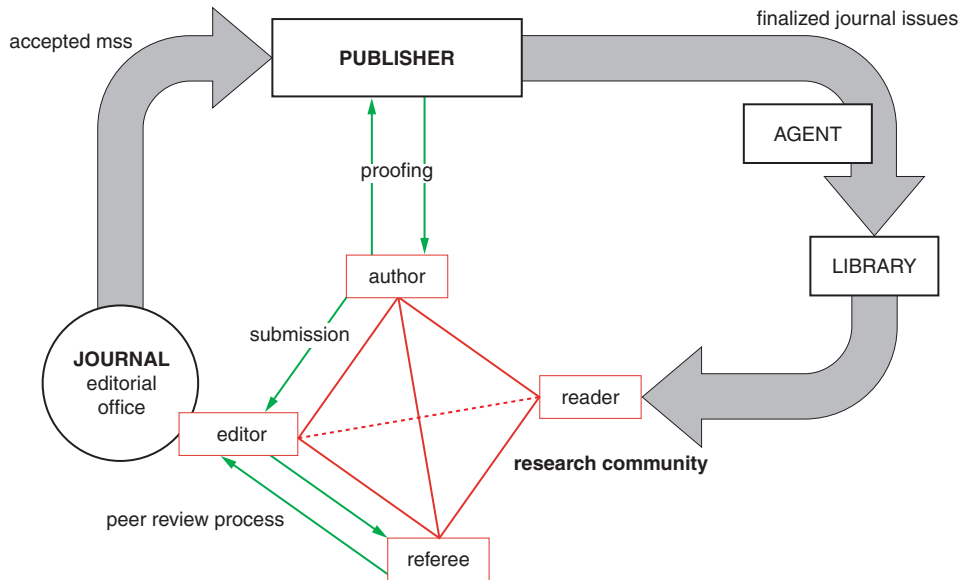 finalized journal issues
accepted mss
PUBLISHER
AGENT
proofing
LIBRARY
author
submission
JOURNAL
editorial
office
reader
editor
research community
peer review process
referee